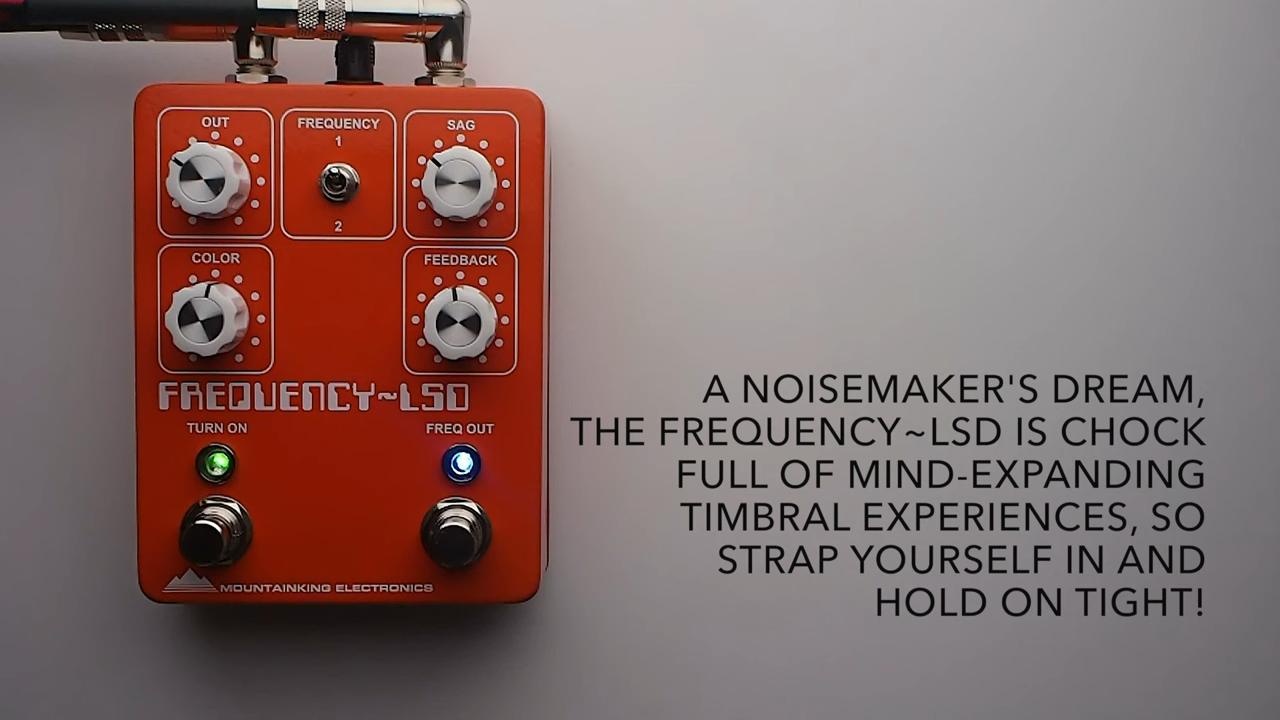 OUT
FREQUENCY
1
2
SAG
COLOR
FEEDBACK
FREQUENCY~LSD
TURN ON
FREQ OUT
MOUNTAINKING ELECTRONICS
A NOISEMAKER'S DREAM,
THE FREQUENCY~LSD IS CHOCK
FULL OF MIND-EXPANDING
TIMBRAL EXPERIENCES, SO
STRAP YOURSELF IN AND
HOLD ON TIGHT!